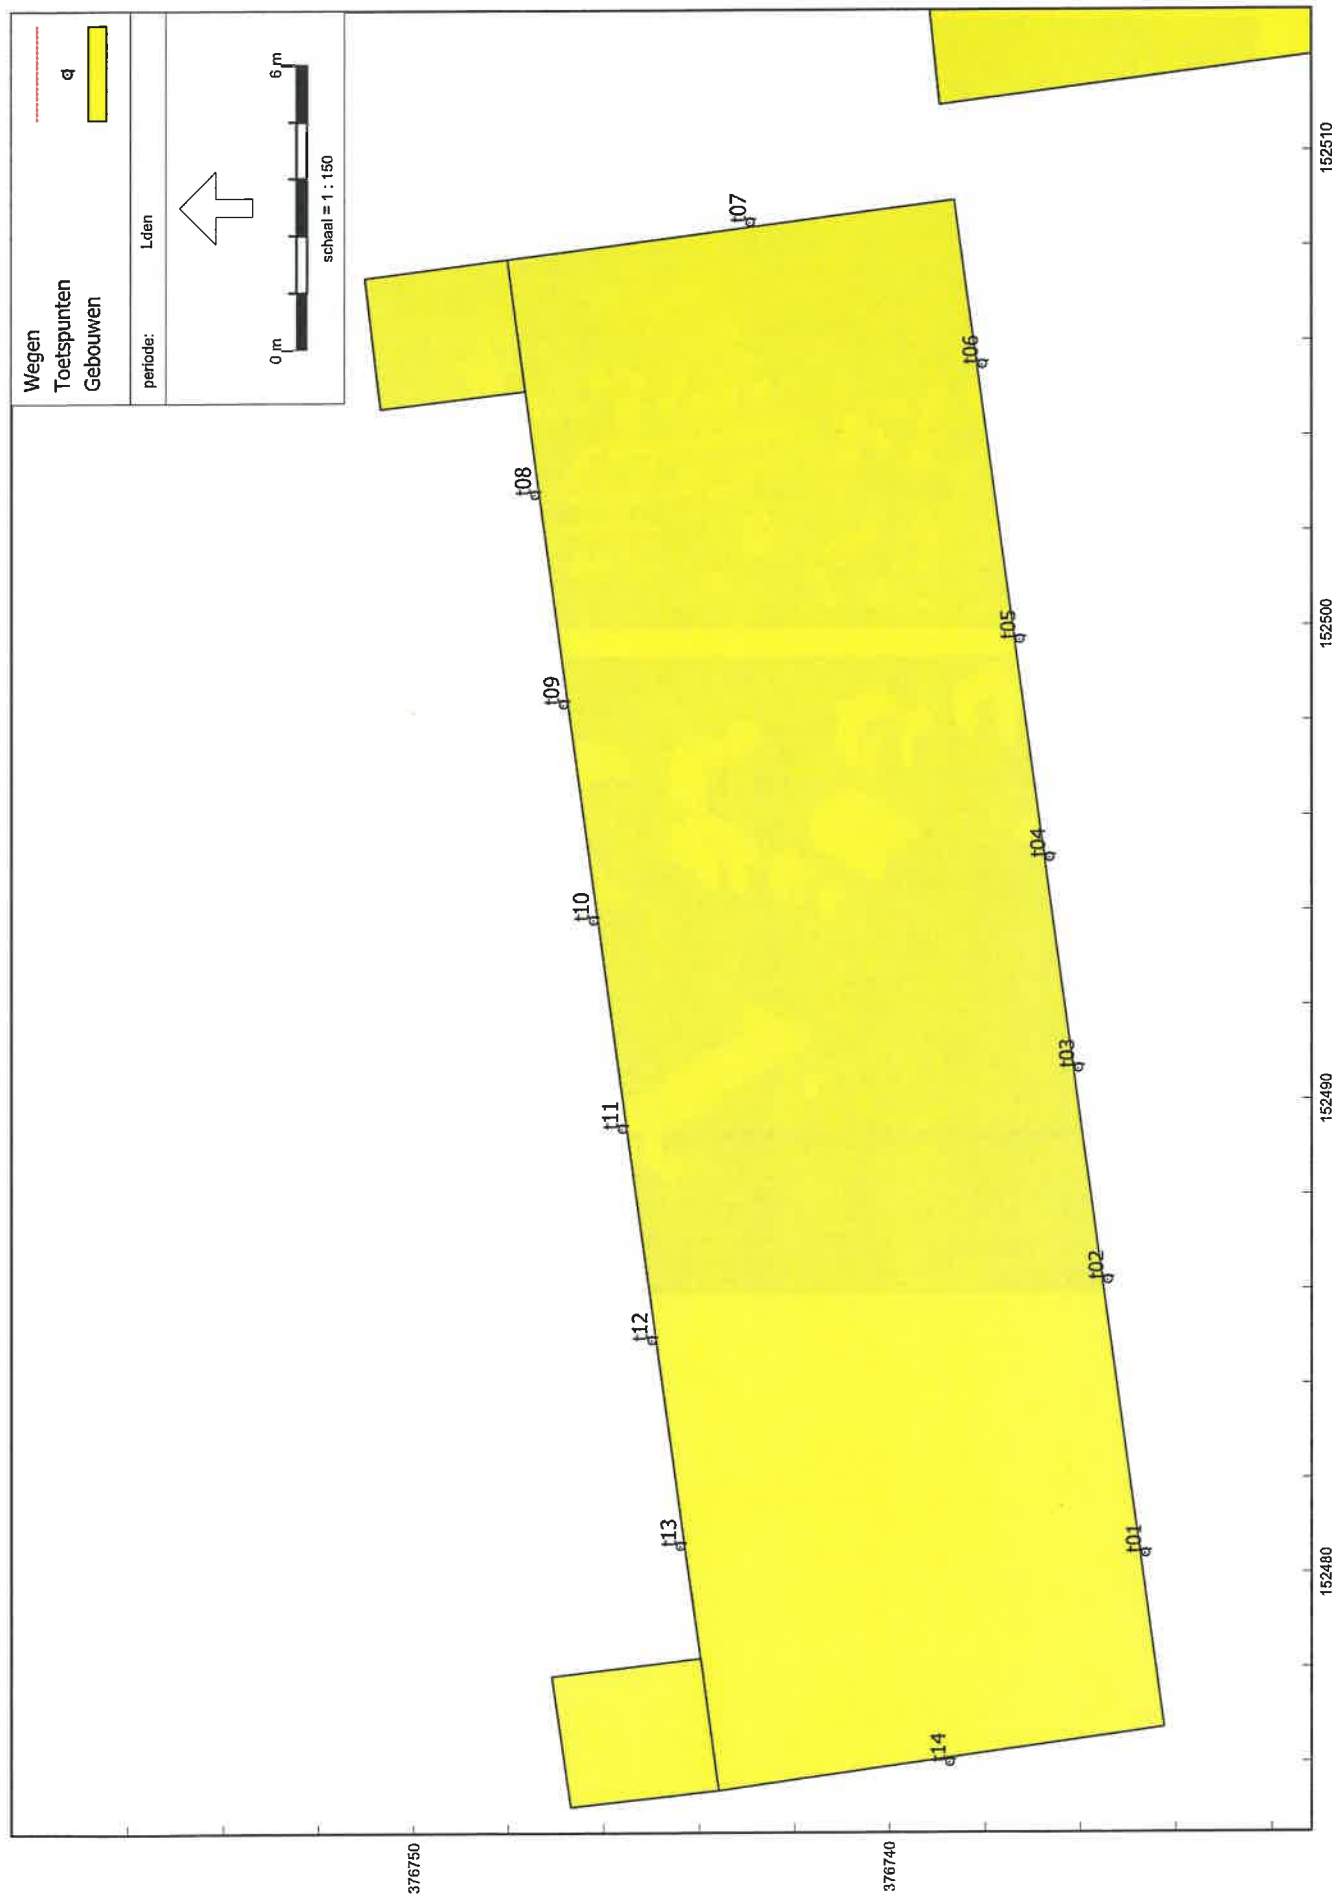 Wegen
Toetspunten
Gebouwen
periode: Lden
0 m 6 m
schaal = 1 : 150
t08
t09
t10
t11
t12
t13
t07
t06
t05
t04
t03
t02
t01
t14
376750
376740
152480
152490
152500
152510